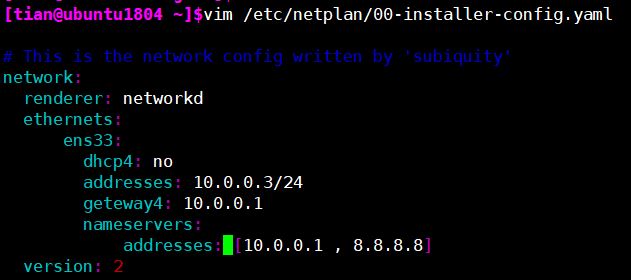 [tian@ubuntu1804 ~]$vim /etc/netplan/00-installer-config.yaml
# This is the network config written by 'subiquity'
network:
  renderer: networkd
  ethernets:
      ens33:
        dhcp4: no
        addresses: 10.0.0.3/24
        geteway4: 10.0.0.1
        nameservers:
            addresses: [10.0.0.1 , 8.8.8.8]
  version: 2